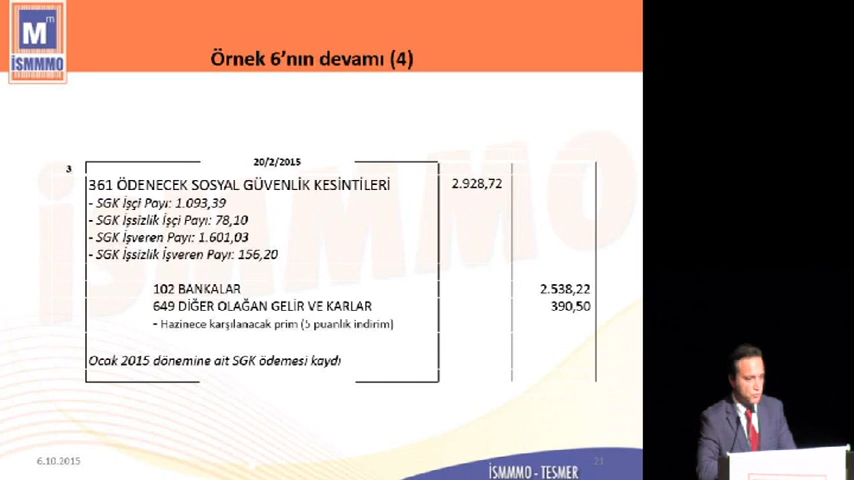 Mm
İSMMMO
Örnek 6’nın devamı (4)
3
20/2/2015
361 ÖDENECEK SOSYAL GÜVENLİK KESİNTİLERİ 2.928,72
- SGK İşçi Payı: 1.093,39
- SGK İşsizlik İşçi Payı: 78,10
- SGK İşveren Payı: 1.601,03
- SGK İşsizlik İşveren Payı: 156,20
102 BANKALAR 2.538,22
649 DİĞER OLAĞAN GELİR VE KARLAR 390,50
- Hazinece karşılanacak prim (5 puanlık indirim)
Ocak 2015 dönemine ait SGK ödemesi kaydı
İSMMMO
6.10.2015
İSMMMO - TESMER
21